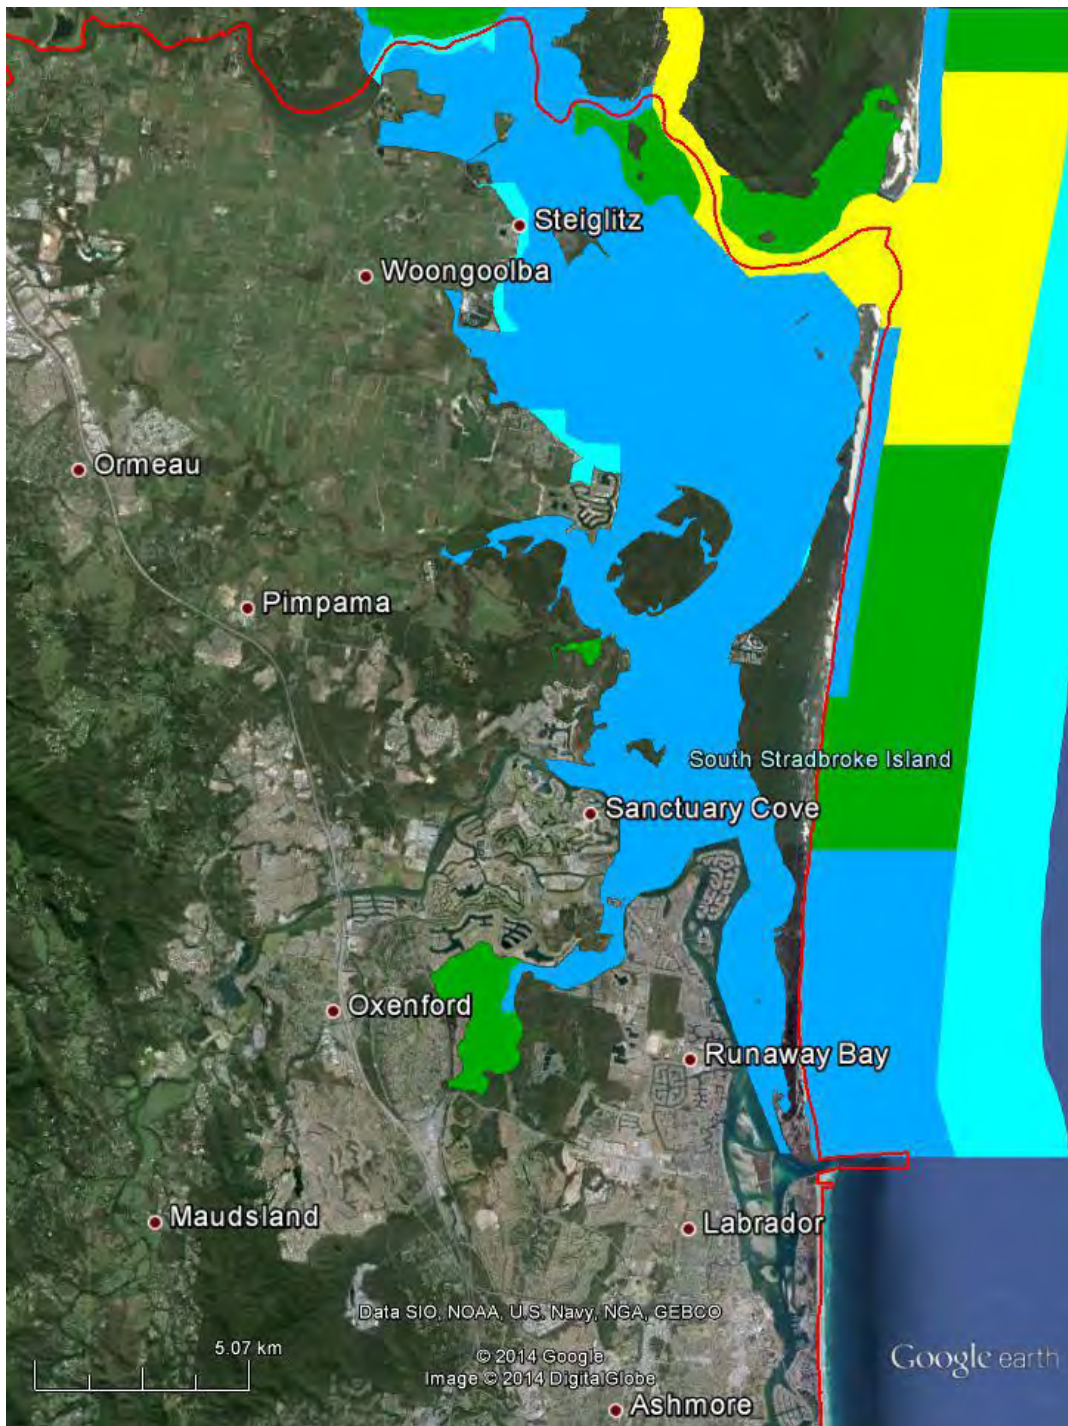 Steiglitz
Woongoolba
Ormeau
Pimpama
South Stradbroke Island
Sanctuary Cove
Oxenford
Runaway Bay
Maudsland
Labrador
Data SIO, NOAA, U.S. Navy, NGA, GEBCO
5.07 km
© 2014 Google
Image © 2014 DigitalGlobe
Google earth
Ashmore